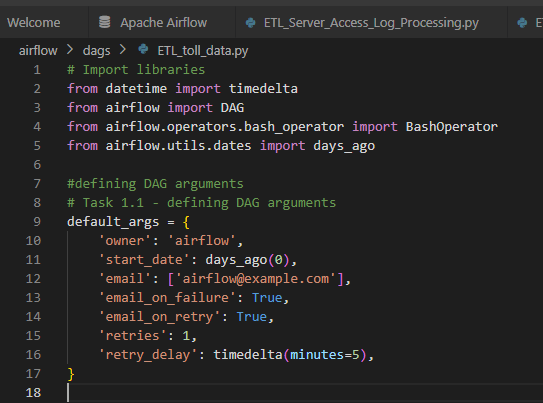 Welcome Apache Airflow ETL_Server_Access_Log_Processing.py E
airflow > dags > ETL_toll_data.py
1 # Import libraries
2 from datetime import timedelta
3 from airflow import DAG
4 from airflow.operators.bash_operator import BashOperator
5 from airflow.utils.dates import days_ago
6
7 #defining DAG arguments
8 # Task 1.1 - defining DAG arguments
9 default_args = {
10     'owner': 'airflow',
11     'start_date': days_ago(0),
12     'email': ['airflow@example.com'],
13     'email_on_failure': True,
14     'email_on_retry': True,
15     'retries': 1,
16     'retry_delay': timedelta(minutes=5),
17 }
18